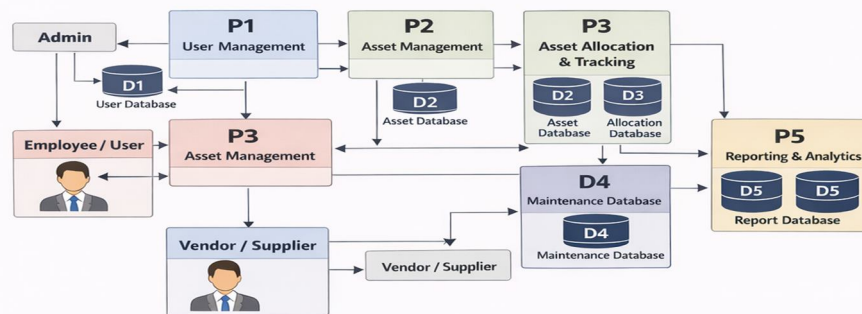 Admin
P1
User Management
P2
Asset Management
P3
Asset Allocation
& Tracking
D1
User Database
D2
Asset Database
D2
D3
Asset
Database
Allocation
Database
Employee / User
P3
Asset Management
P5
Reporting & Analytics
D5
D5
Report Database
D4
Maintenance Database
D4
Maintenance Database
Vendor / Supplier
Vendor / Supplier